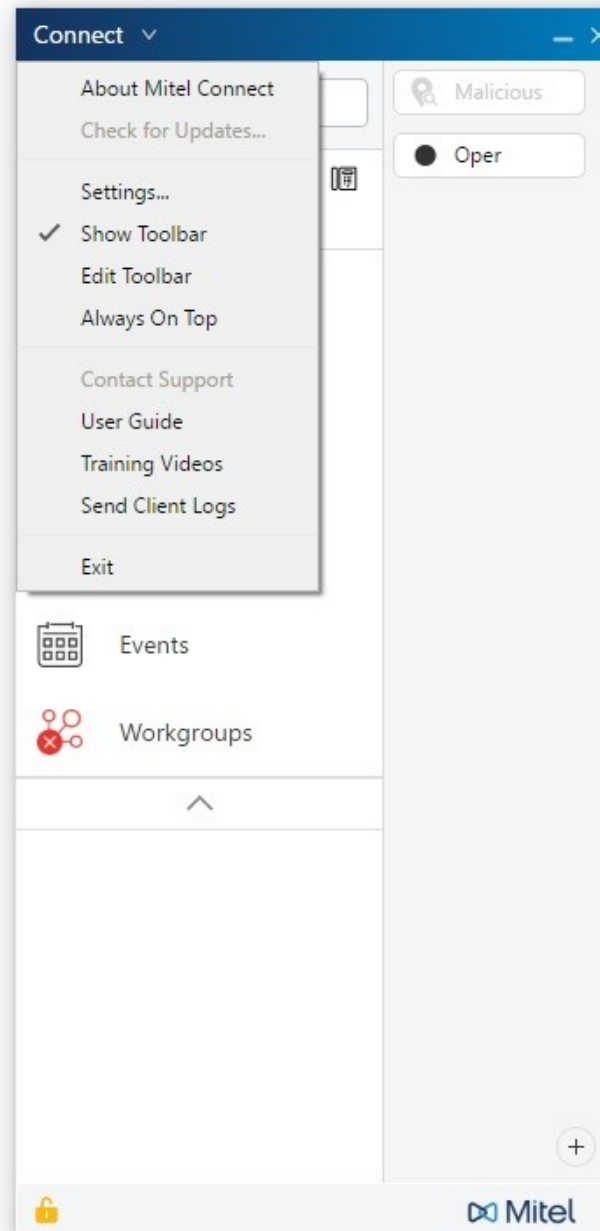 Connect
About Mitel Connect
Check for Updates...
Settings...
Show Toolbar
Edit Toolbar
Always On Top
Contact Support
User Guide
Training Videos
Send Client Logs
Exit
Malicious
Oper
Events
Workgroups
Mitel